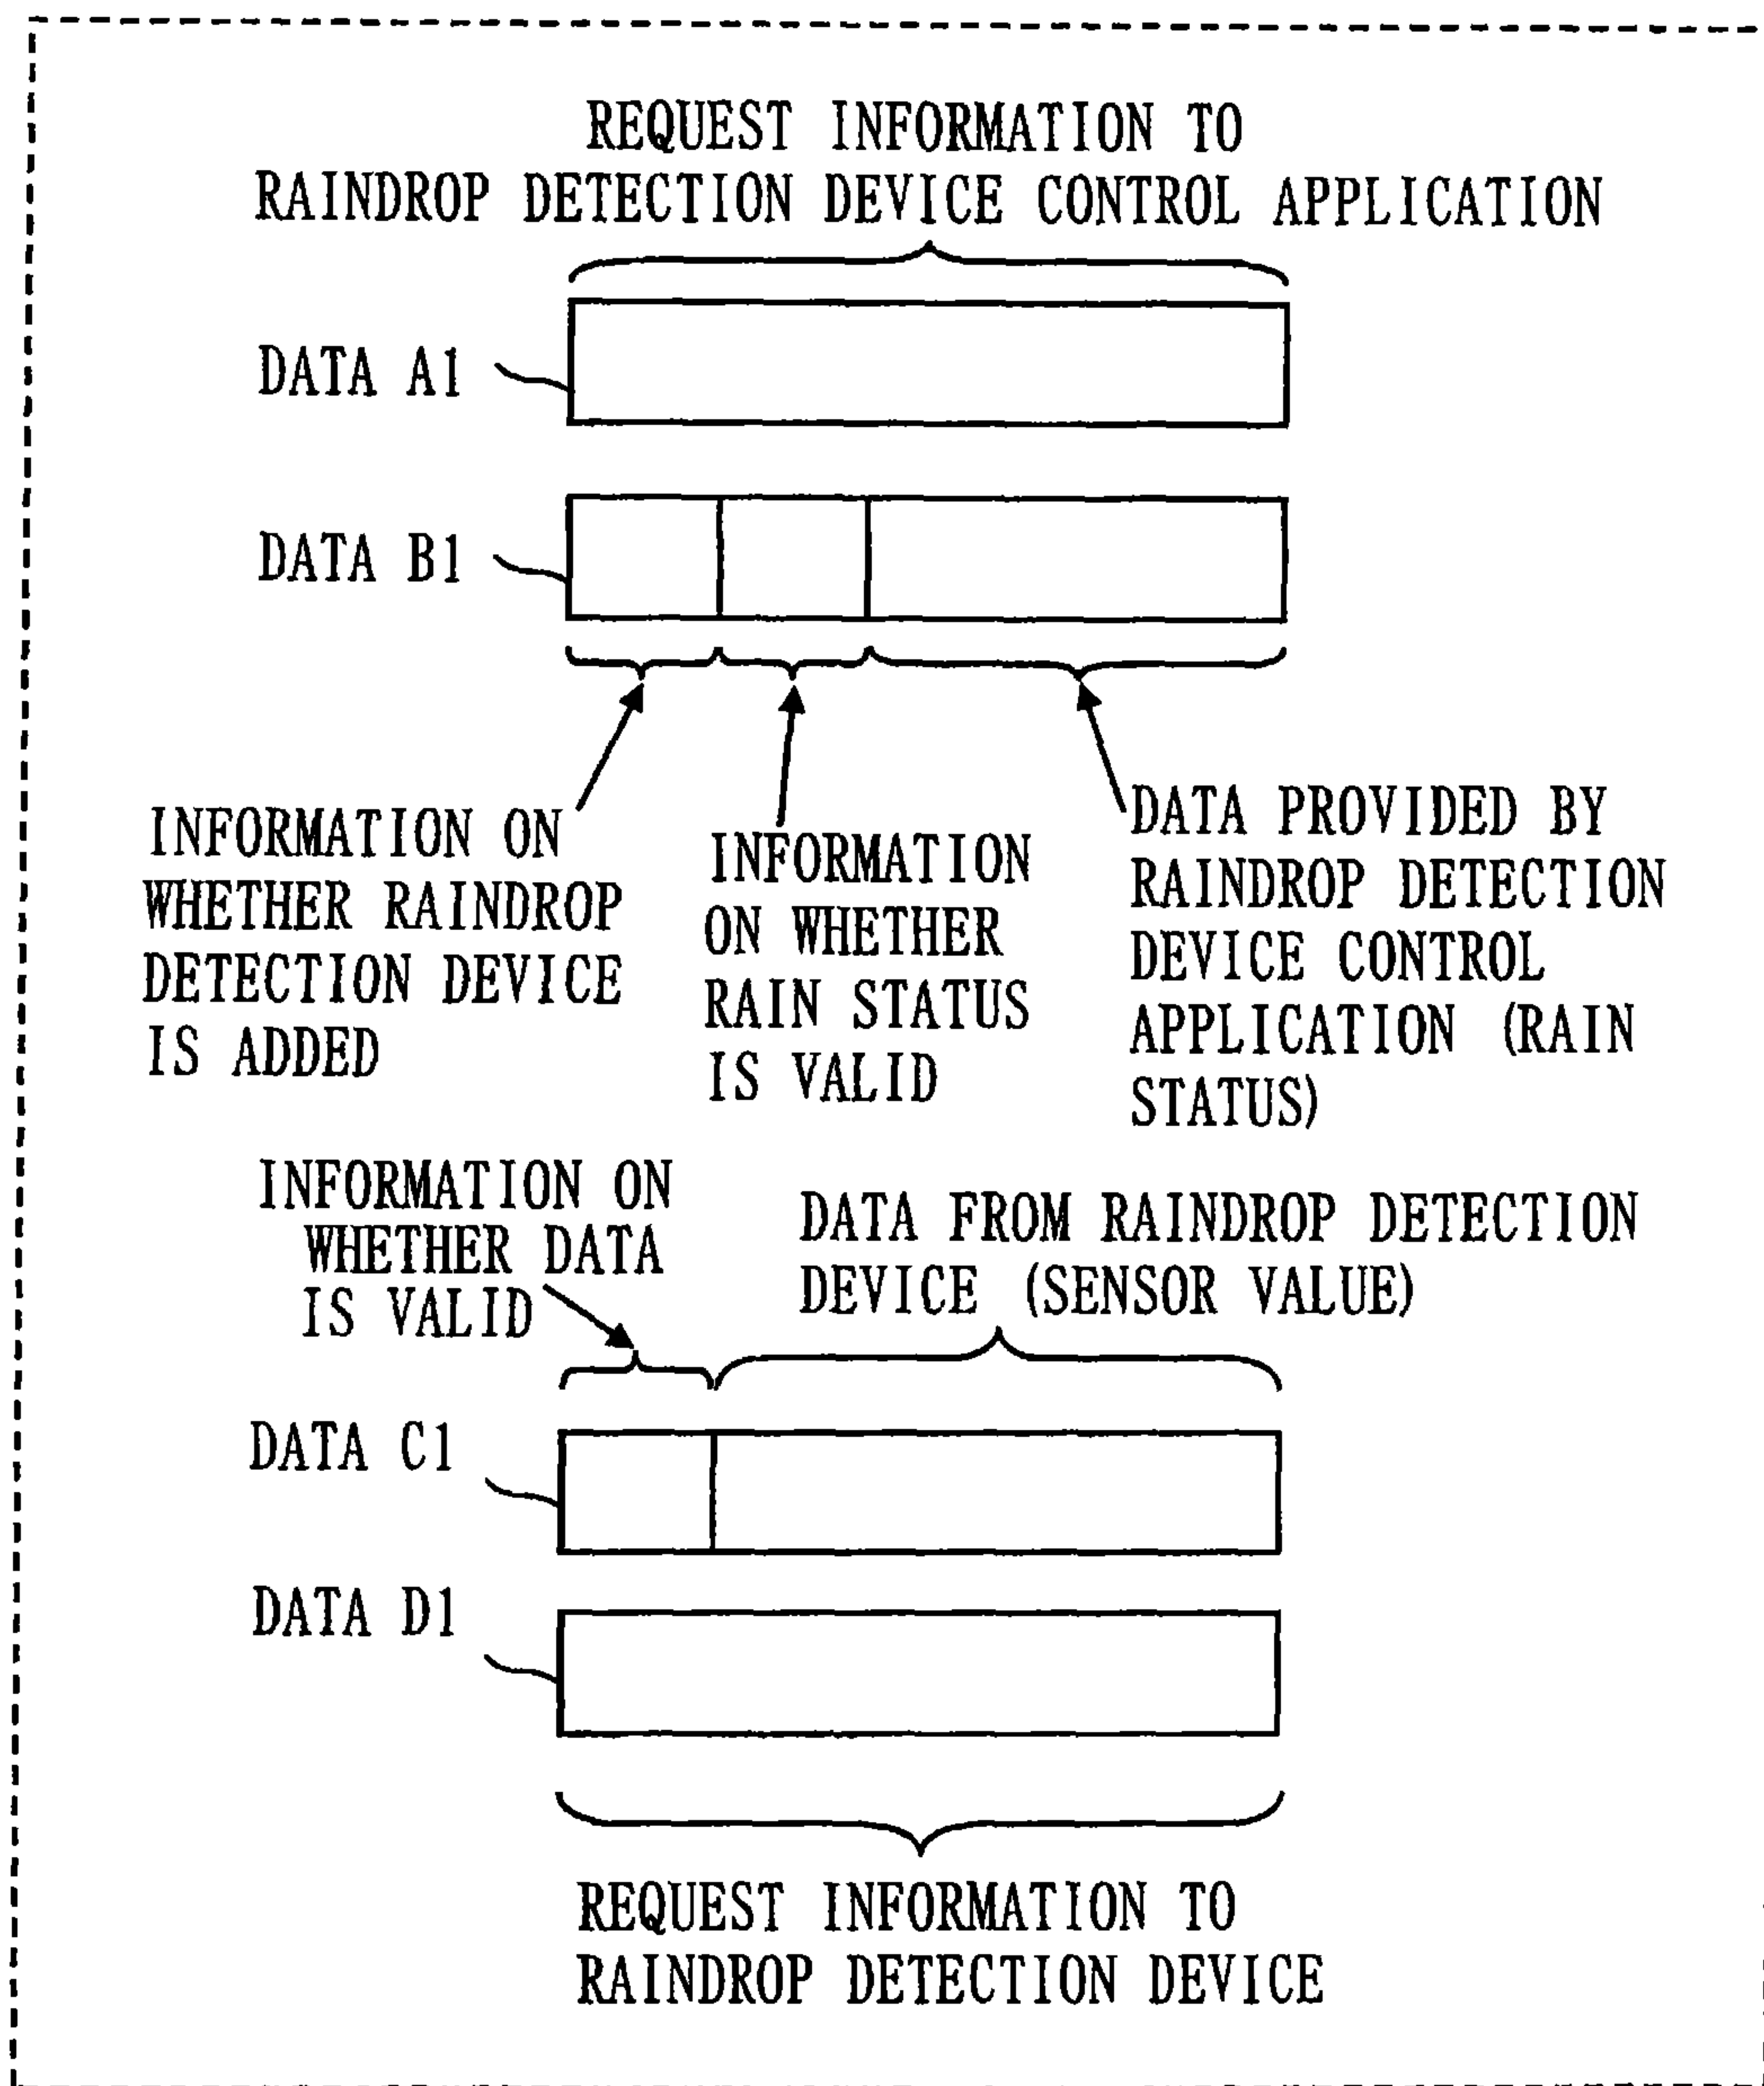 REQUEST INFORMATION TO
RAINDROP DETECTION DEVICE CONTROL APPLICATION
DATA A1
DATA B1
INFORMATION ON
WHETHER RAINDROP
DETECTION DEVICE
IS ADDED
INFORMATION
ON WHETHER
RAIN STATUS
IS VALID
DATA PROVIDED BY
RAINDROP DETECTION
DEVICE CONTROL
APPLICATION (RAIN
STATUS)
INFORMATION ON
WHETHER DATA
IS VALID
DATA FROM RAINDROP DETECTION
DEVICE (SENSOR VALUE)
DATA C1
DATA D1
REQUEST INFORMATION TO
RAINDROP DETECTION DEVICE